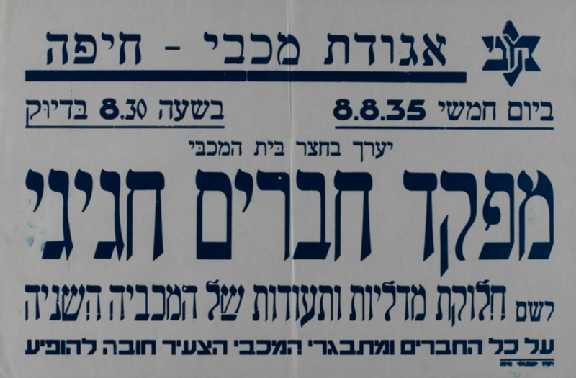 אגודת מכבי - חיפה
ביום חמשי 8.8.35 בשעה 8.30 בדיוק
יערך בחצר בית המכבי
מפקד חברים חגיגי
לשם חלוקת מדליות ותעודות של המכביה השניה
על כל החברים ומתבגרי המכבי הצעיר חובה להופיע